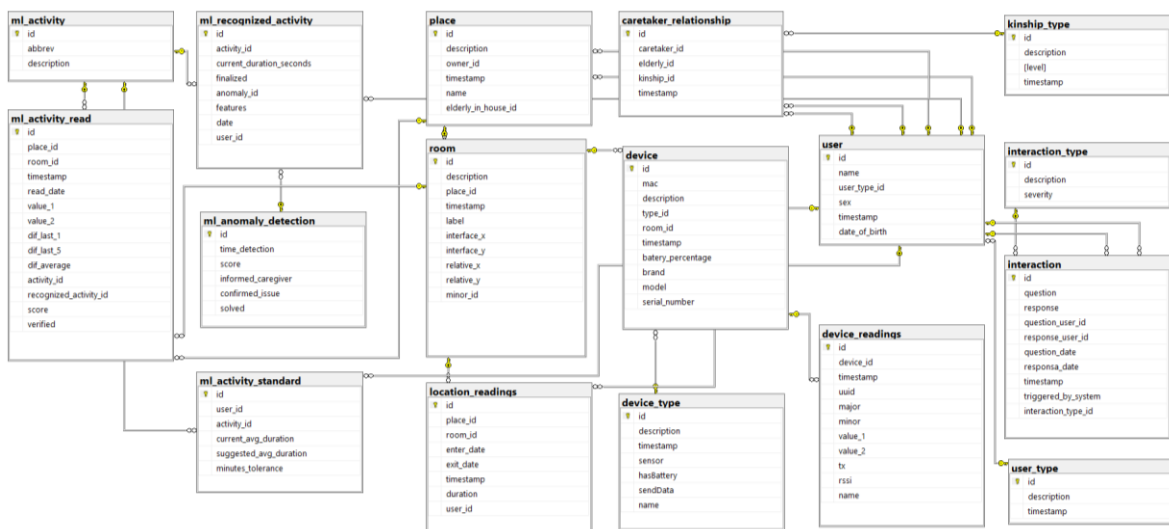 ml_activity
id
abbrev
description
ml_recognized_activity
id
activity_id
current_duration_seconds
finalized
anomaly_id
features
date
user_id
place
id
description
owner_id
timestamp
name
elderly_in_house_id
caretaker_relationship
id
caretaker_id
elderly_id
kinship_id
timestamp
kinship_type
id
description
[level]
timestamp
ml_activity_read
id
place_id
room_id
timestamp
read_date
value_1
value_2
dif_last_1
dif_last_5
dif_average
activity_id
recognized_activity_id
score
verified
ml_anomaly_detection
id
time_detection
score
informed_caregiver
confirmed_issue
solved
room
id
description
place_id
timestamp
label
interface_x
interface_y
relative_x
relative_y
minor_id
device
id
mac
description
type_id
room_id
timestamp
batery_percentage
brand
model
serial_number
user
id
name
user_type_id
sex
timestamp
date_of_birth
interaction_type
id
description
severity
interaction
id
question
response
question_user_id
response_user_id
question_date
responsa_date
timestamp
triggered_by_system
interaction_type_id
ml_activity_standard
id
user_id
activity_id
current_avg_duration
suggested_avg_duration
minutes_tolerance
location_readings
id
place_id
room_id
enter_date
exit_date
timestamp
duration
user_id
device_type
id
description
timestamp
sensor
hasBattery
sendData
name
device_readings
id
device_id
timestamp
uuid
major
minor
value_1
value_2
tx
rssi
name
user_type
id
description
timestamp